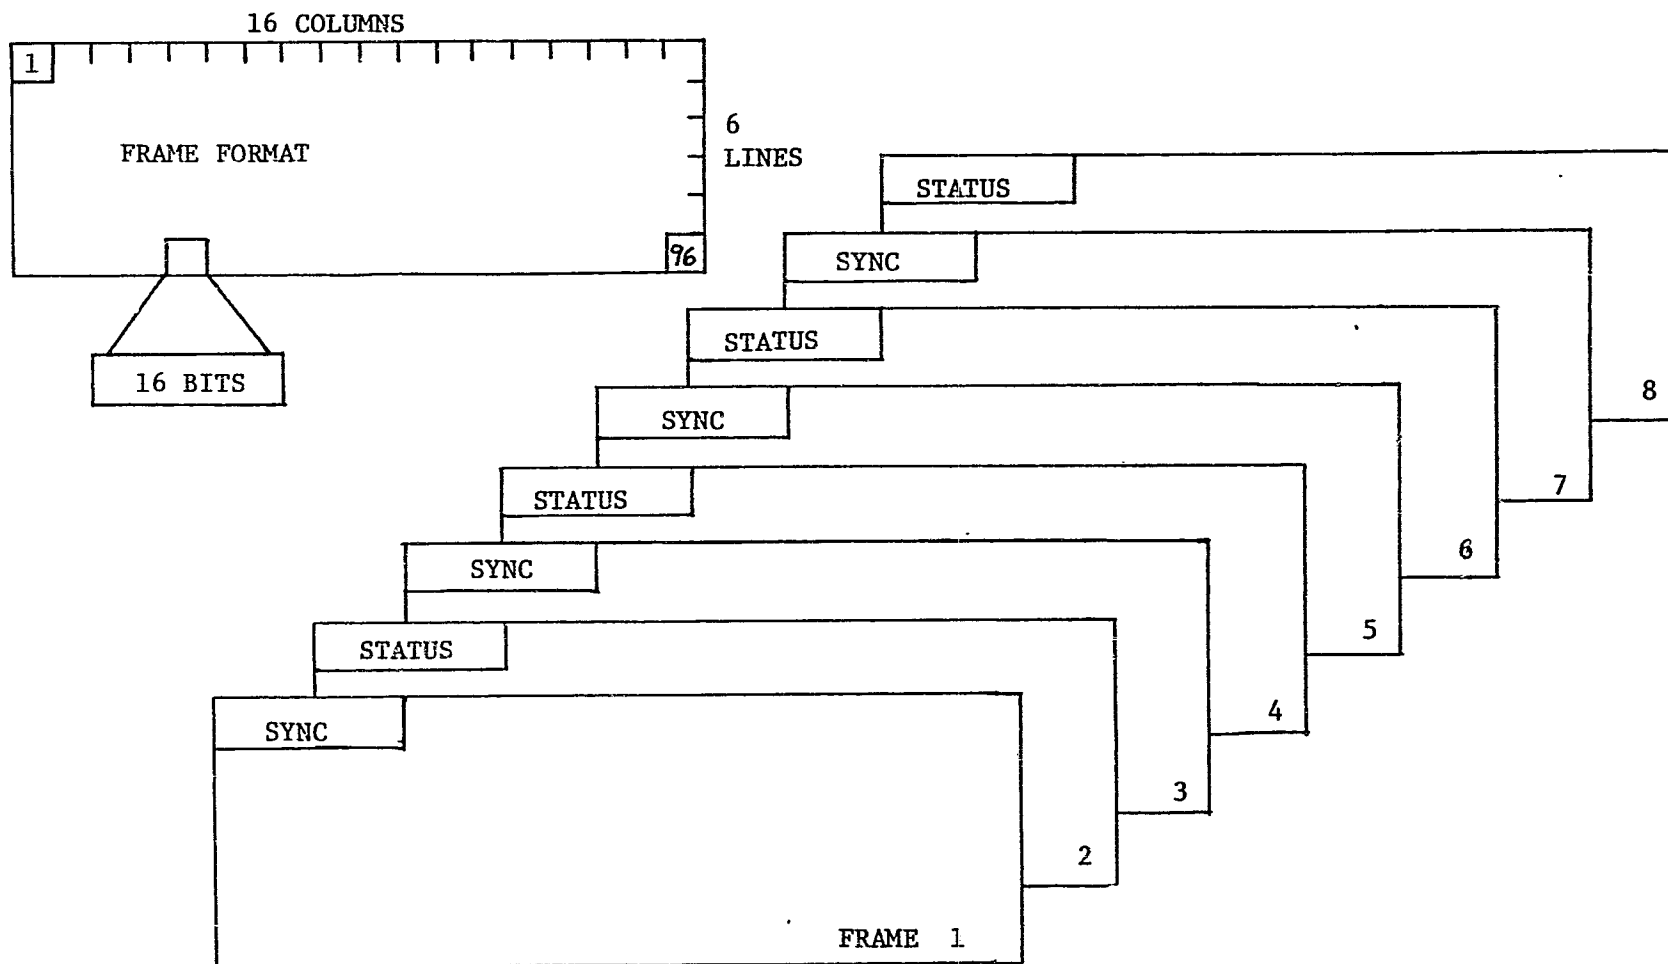 16 COLUMNS
1
FRAME FORMAT
6
LINES
96
16 BITS
STATUS
SYNC
STATUS
8
SYNC
7
STATUS
6
SYNC
5
STATUS
4
SYNC
3
2
FRAME 1